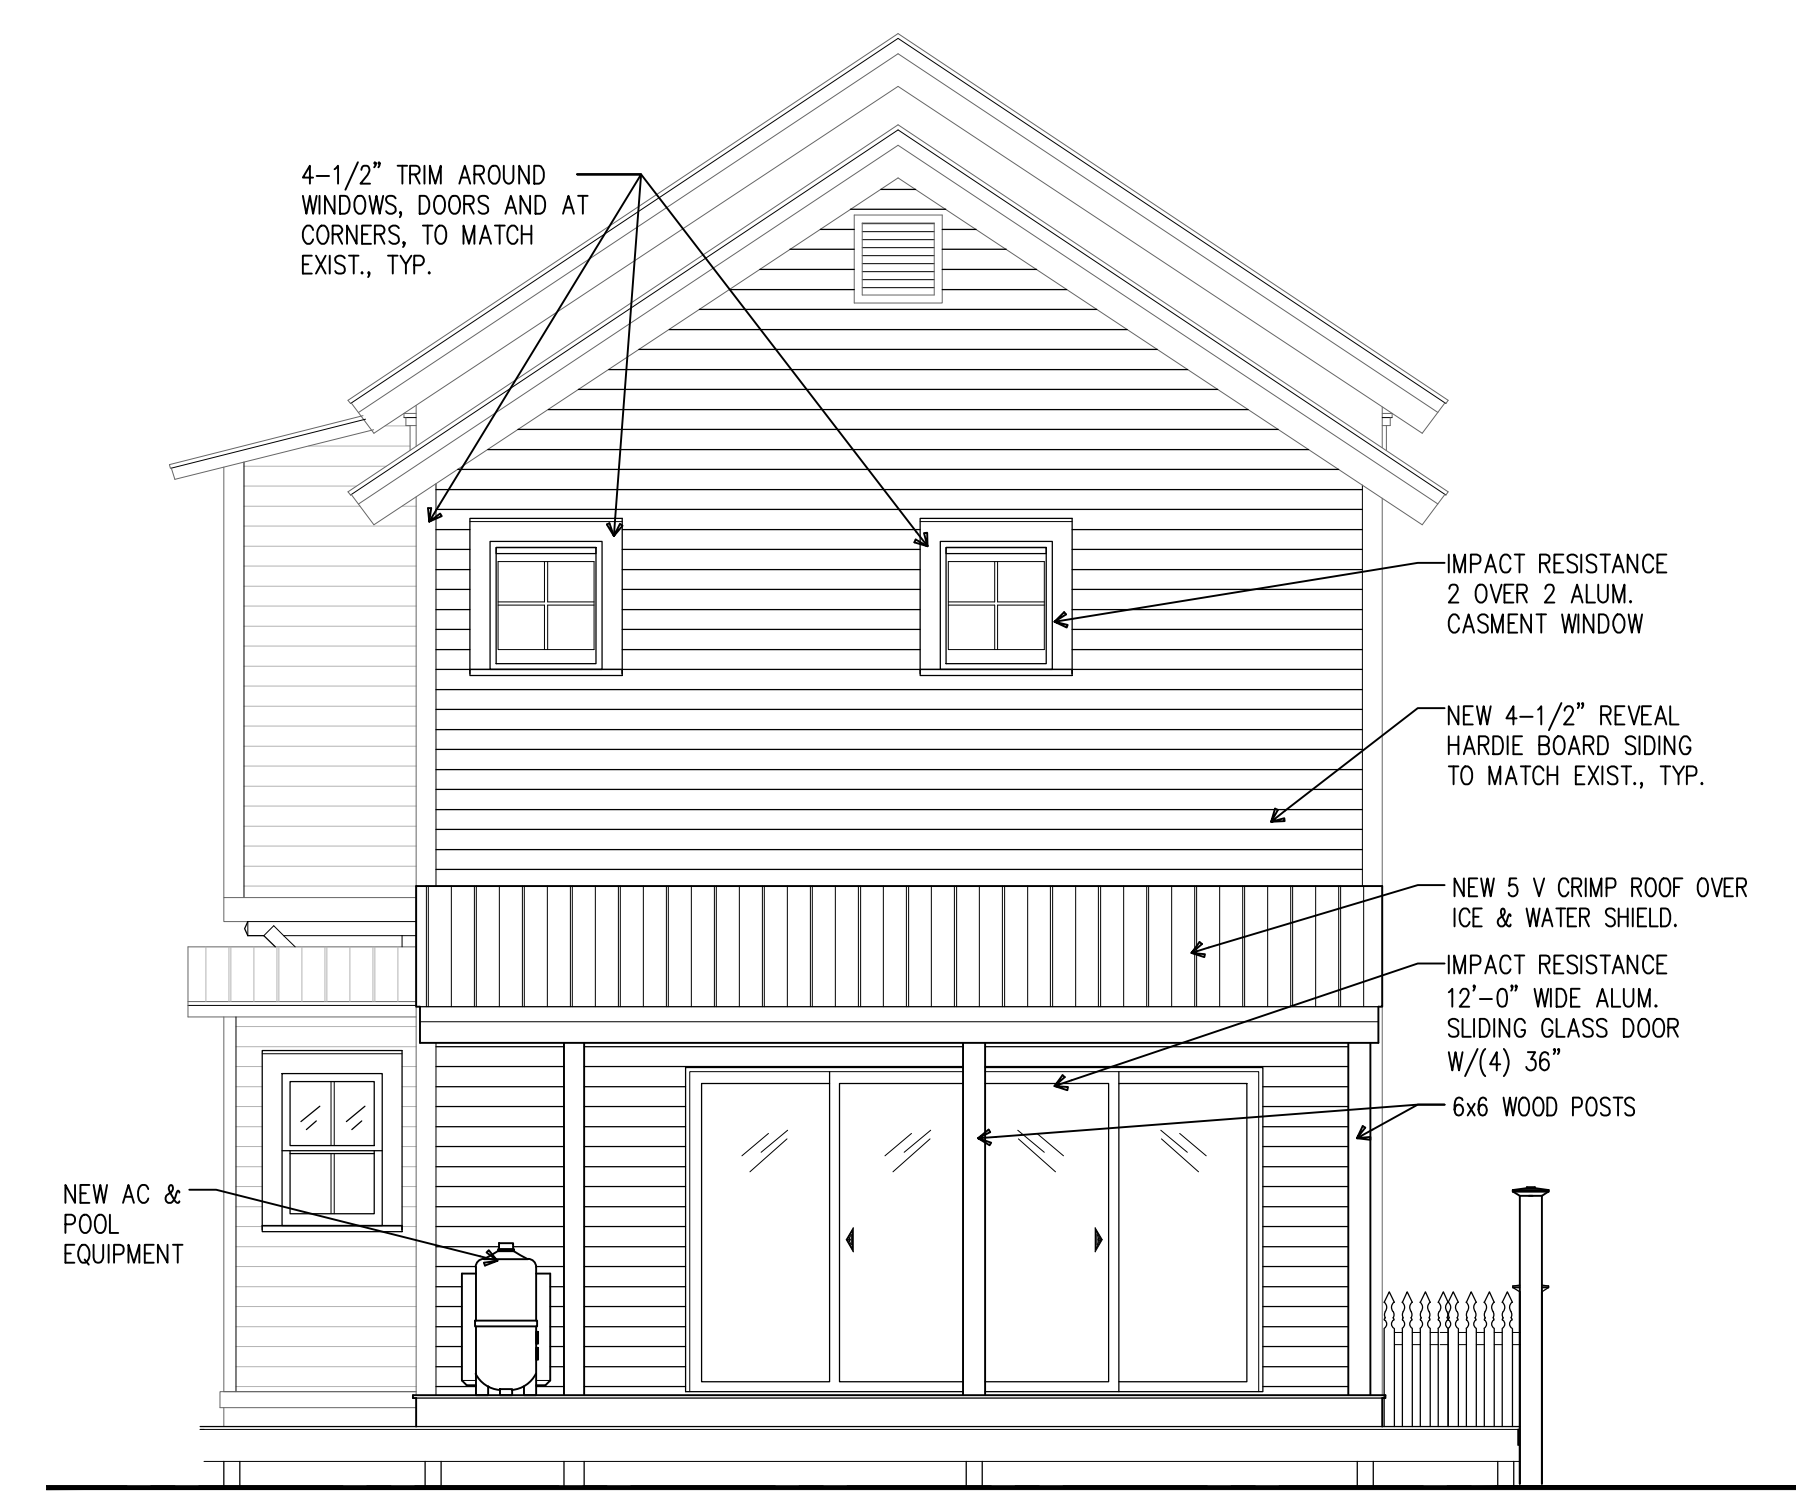 4-1/2" TRIM AROUND
WINDOWS, DOORS AND AT
CORNERS, TO MATCH
EXIST., TYP.
IMPACT RESISTANCE
2 OVER 2 ALUM.
CASMENT WINDOW
NEW 4-1/2" REVEAL
HARDIE BOARD SIDING
TO MATCH EXIST., TYP.
NEW 5 V CRIMP ROOF OVER
ICE & WATER SHIELD.
IMPACT RESISTANCE
12'-0" WIDE ALUM.
SLIDING GLASS DOOR
W/(4) 36"
6x6 WOOD POSTS
NEW AC &
POOL
EQUIPMENT